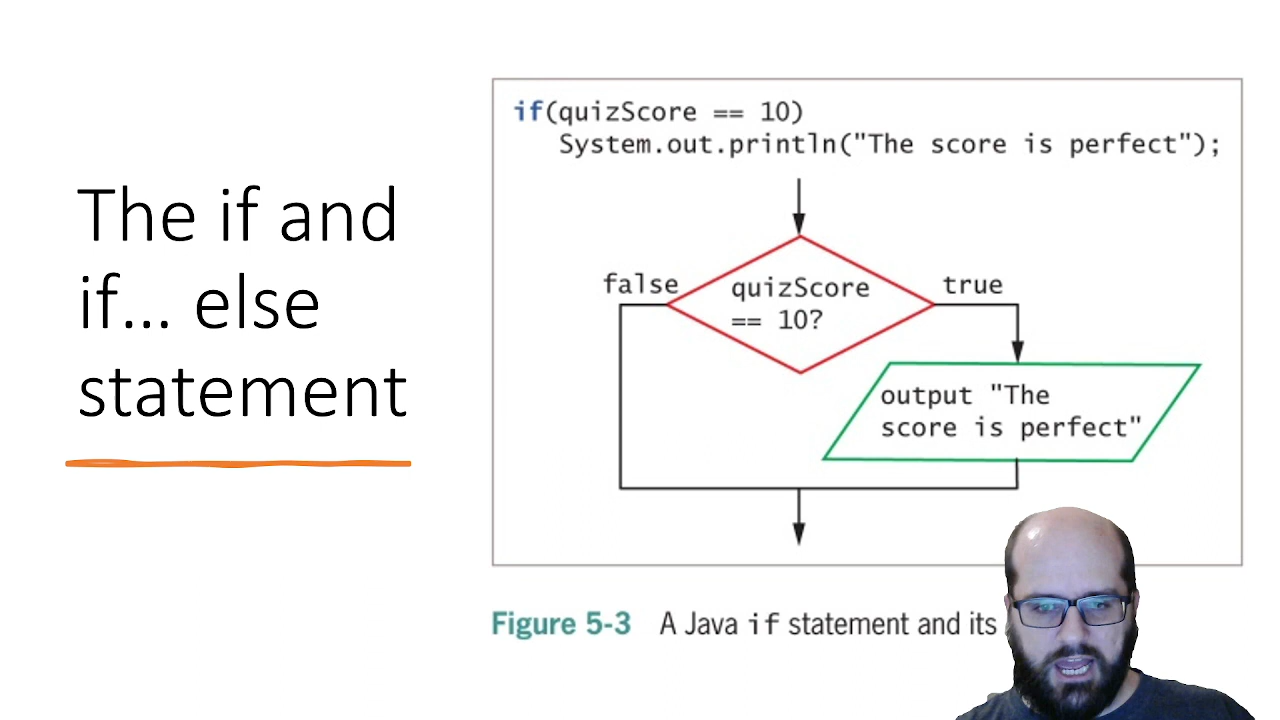 The if and
if... else
statement
if(quizScore == 10)
System.out.println("The score is perfect");
false
quizScore
== 10?
true
output "The
score is perfect"
Figure 5-3 A Java if statement and its